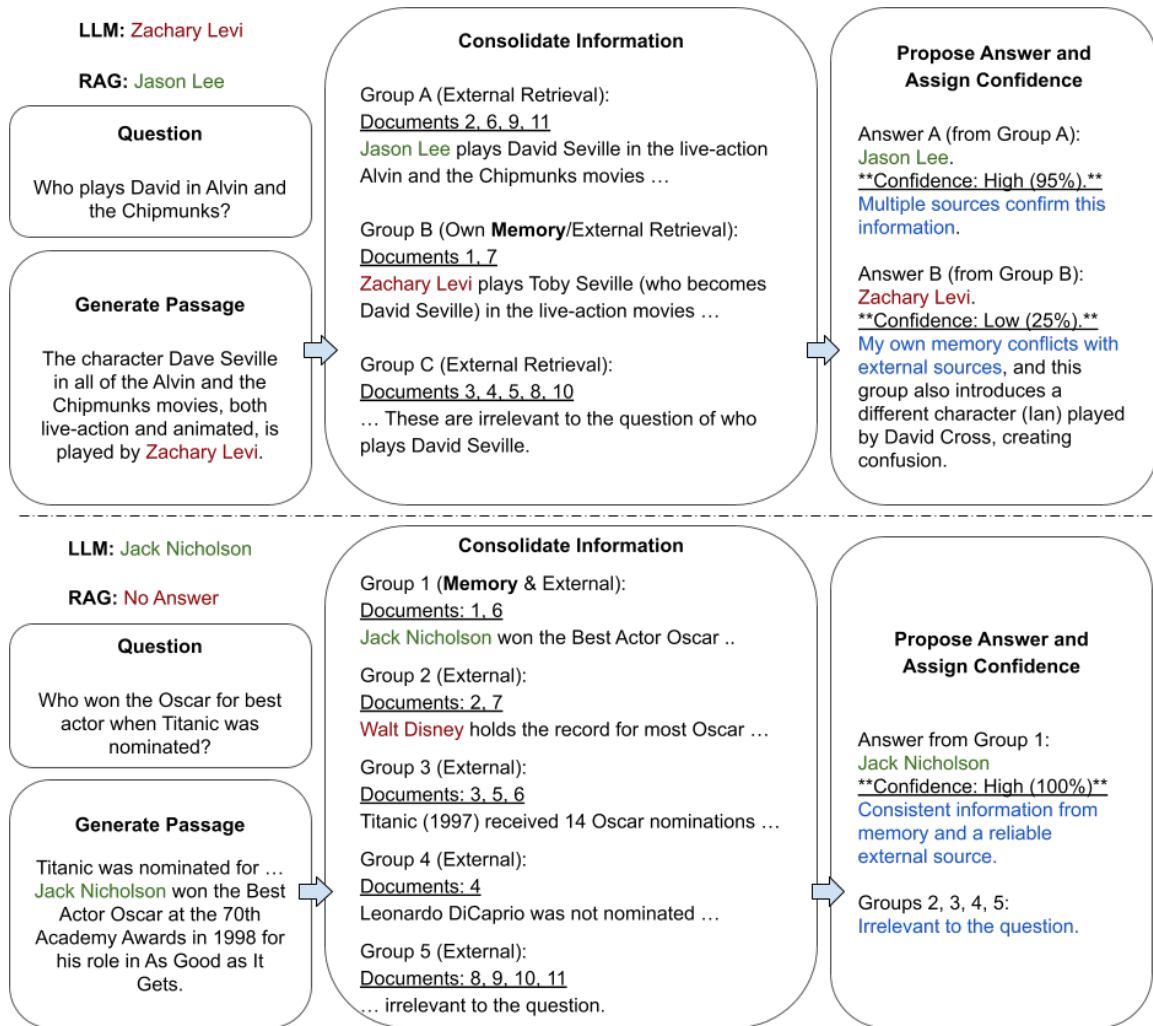 LLM: Zachary Levi
RAG: Jason Lee
Question
Who plays David in Alvin and
the Chipmunks?
Generate Passage
The character Dave Seville
in all of the Alvin and the
Chipmunks movies, both
live-action and animated, is
played by Zachary Levi.
Consolidate Information
Group A (External Retrieval):
Documents 2, 6, 9, 11
Jason Lee plays David Seville in the live-action
Alvin and the Chipmunks movies …
Group B (Own Memory/External Retrieval):
Documents 1, 7
Zachary Levi plays Toby Seville (who becomes
David Seville) in the live-action movies …
Group C (External Retrieval):
Documents 3, 4, 5, 8, 10
… These are irrelevant to the question of who
plays David Seville.
Propose Answer and
Assign Confidence
Answer A (from Group A):
Jason Lee.
**Confidence: High (95%).**
Multiple sources confirm this
information.
Answer B (from Group B):
Zachary Levi.
**Confidence: Low (25%).**
My own memory conflicts with
external sources, and this
group also introduces a
different character (Ian) played
by David Cross, creating
confusion.
LLM: Jack Nicholson
RAG: No Answer
Question
Who won the Oscar for best
actor when Titanic was
nominated?
Generate Passage
Titanic was nominated for …
Jack Nicholson won the Best
Actor Oscar at the 70th
Academy Awards in 1998 for
his role in As Good as It
Gets.
Consolidate Information
Group 1 (Memory & External):
Documents: 1, 6
Jack Nicholson won the Best Actor Oscar ..
Group 2 (External):
Documents: 2, 7
Walt Disney holds the record for most Oscar …
Group 3 (External):
Documents: 3, 5, 6
Titanic (1997) received 14 Oscar nominations …
Group 4 (External):
Documents: 4
Leonardo DiCaprio was not nominated …
Group 5 (External):
Documents: 8, 9, 10, 11
… irrelevant to the question.
Propose Answer and
Assign Confidence
Answer from Group 1:
Jack Nicholson
**Confidence: High (100%)**
Consistent information from
memory and a reliable
external source.
Groups 2, 3, 4, 5:
Irrelevant to the question.